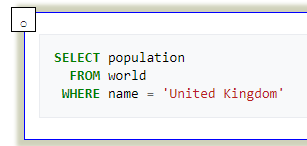 SELECT population
FROM world
WHERE name = 'United Kingdom'